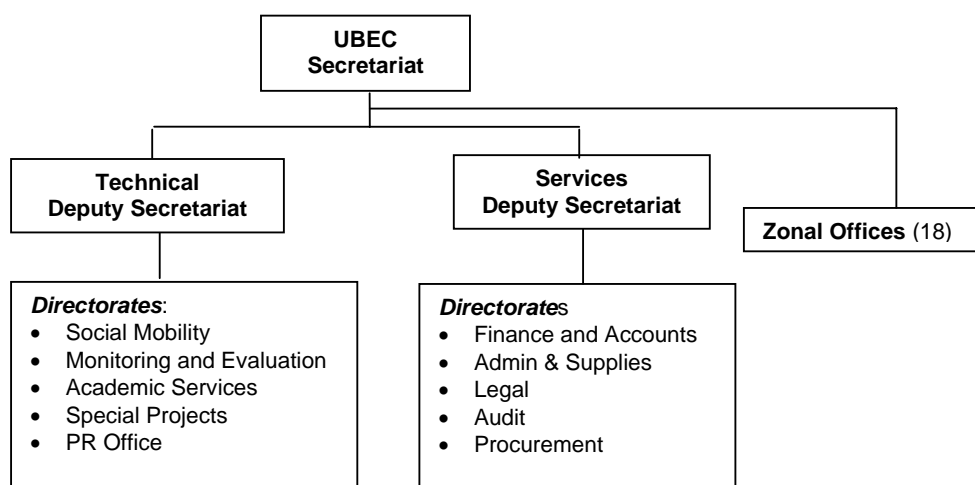 UBEC
Secretariat
Technical
Deputy Secretariat
Services
Deputy Secretariat
Zonal Offices (18)
Directorates:
• Social Mobility
• Monitoring and Evaluation
• Academic Services
• Special Projects
• PR Office
Directorates
• Finance and Accounts
• Admin & Supplies
• Legal
• Audit
• Procurement